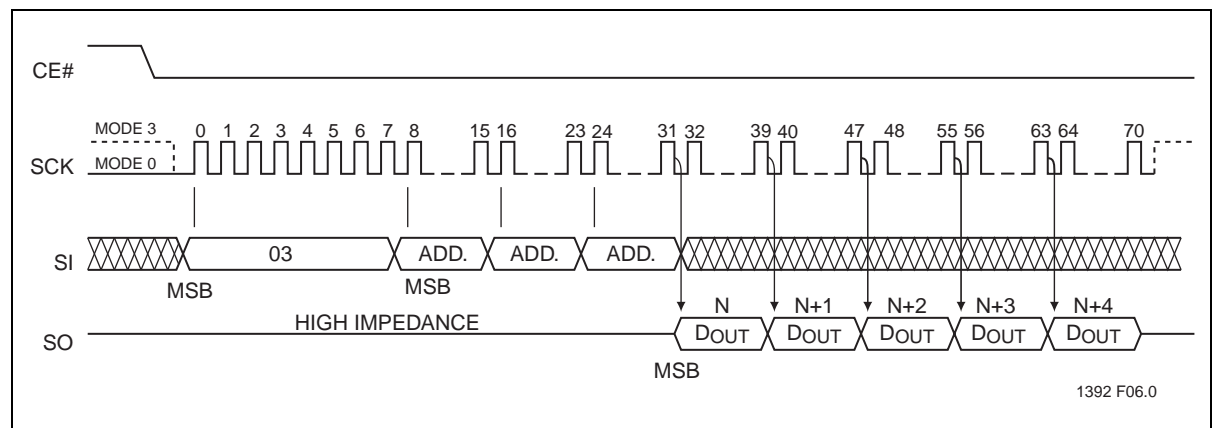 CE#
MODE 3 0 1 2 3 4 5 6 7 8 15 16 23 24 31 32 39 40 47 48 55 56 63 64 70
SCK MODE 0
SI 03 ADD. ADD. ADD.
MSB MSB
N N+1 N+2 N+3 N+4
HIGH IMPEDANCE
SO DOUT DOUT DOUT DOUT DOUT
MSB
1392 F06.0